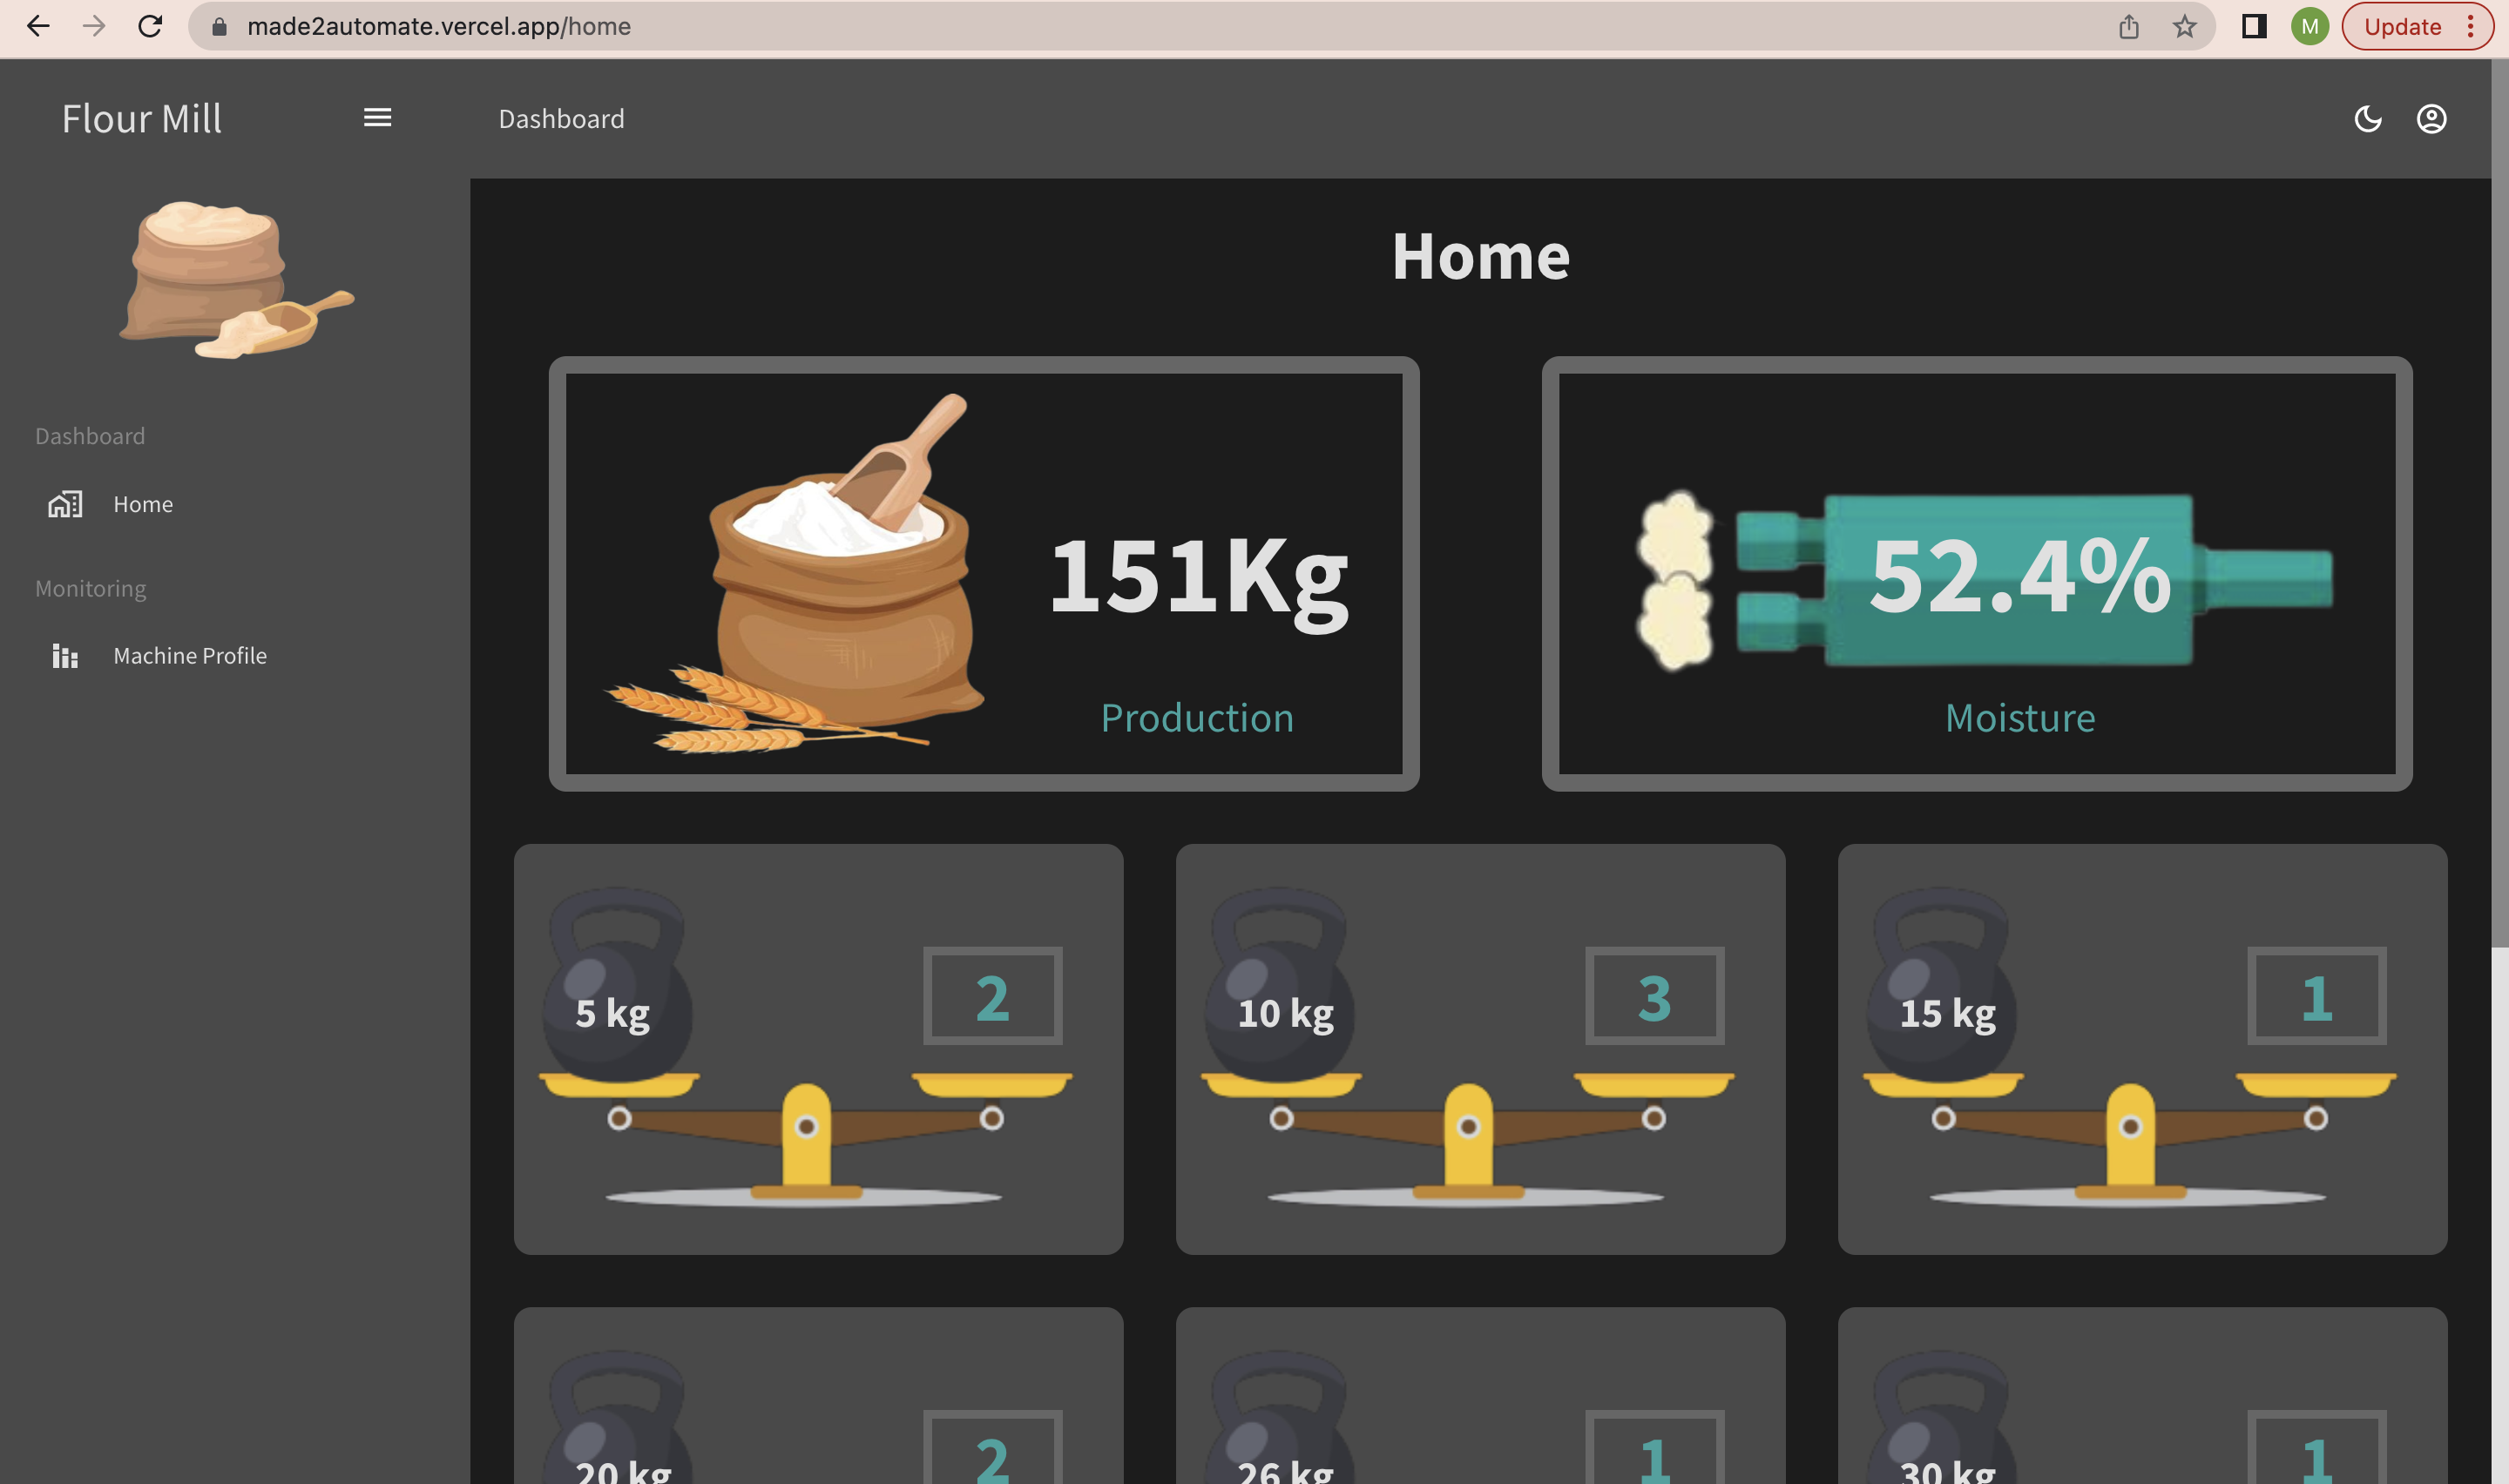 made2automate.vercel.app/home
M
Update
Flour Mill
Dashboard
Dashboard
Home
Monitoring
Machine Profile
Home
151Kg
Production
52.4%
Moisture
5 kg
2
10 kg
3
15 kg
1
20 kg
2
26 kg
1
30 kg
1